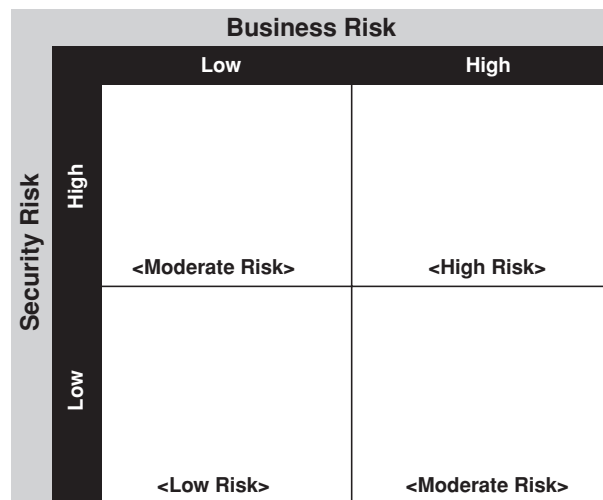 Business Risk
Low High
Security Risk
High
<Moderate Risk> <High Risk>
Low
<Low Risk> <Moderate Risk>